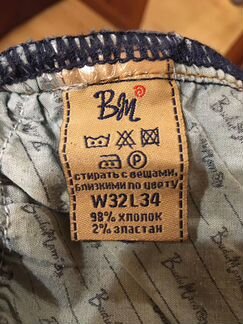 BM
P
стирать с вещами,
близкими по цвету
W32L34
98% хлопок
2% эластан